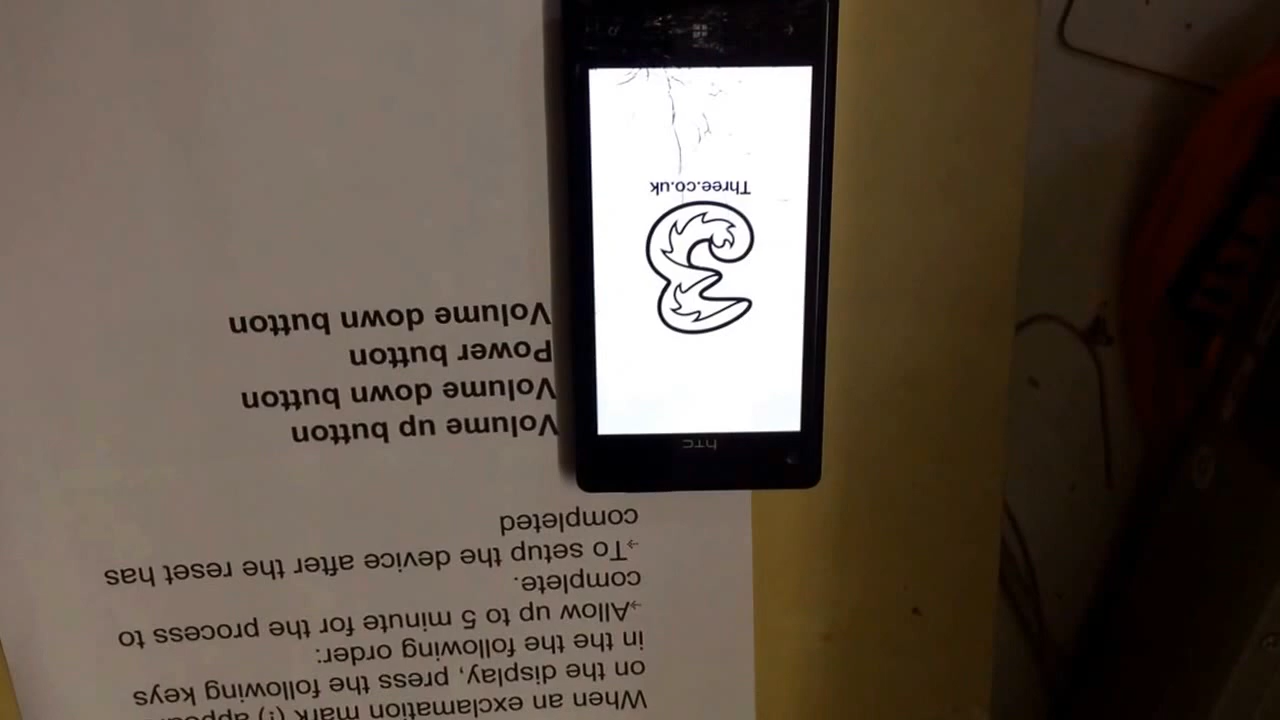 When an exclamation mark (!)
on the display, press the following keys
in the the following order:
→Allow up to 5 minute for the process to
complete.
→To setup the device after the reset has
completed
Volume up button
Volume down button
Power button
Volume down button
hTC
Three.co.uk